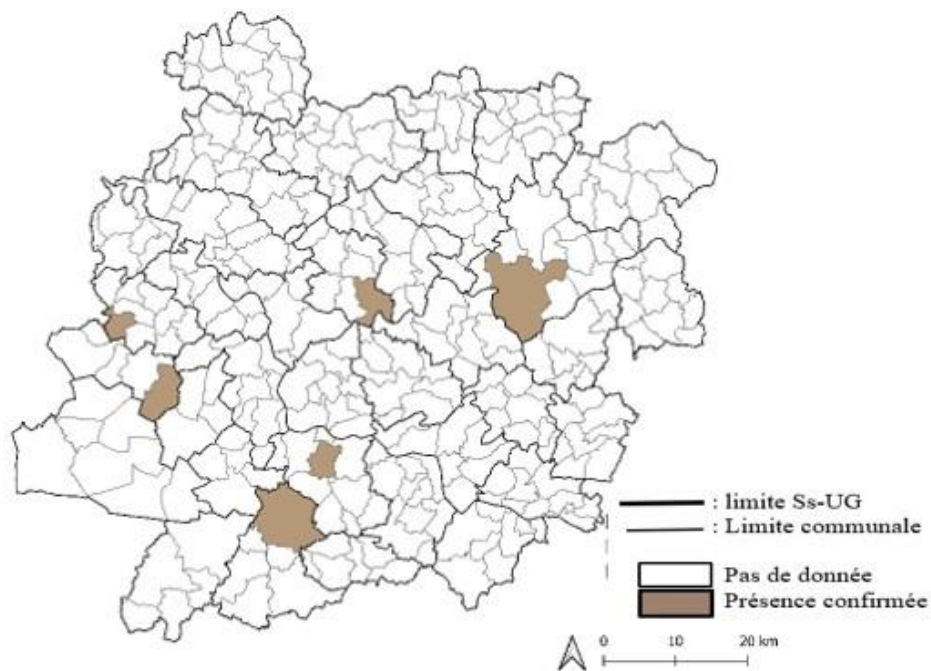 : limite Ss-UG
: Limite communale
Pas de donnée
Présence confirmée
0 10 20 km